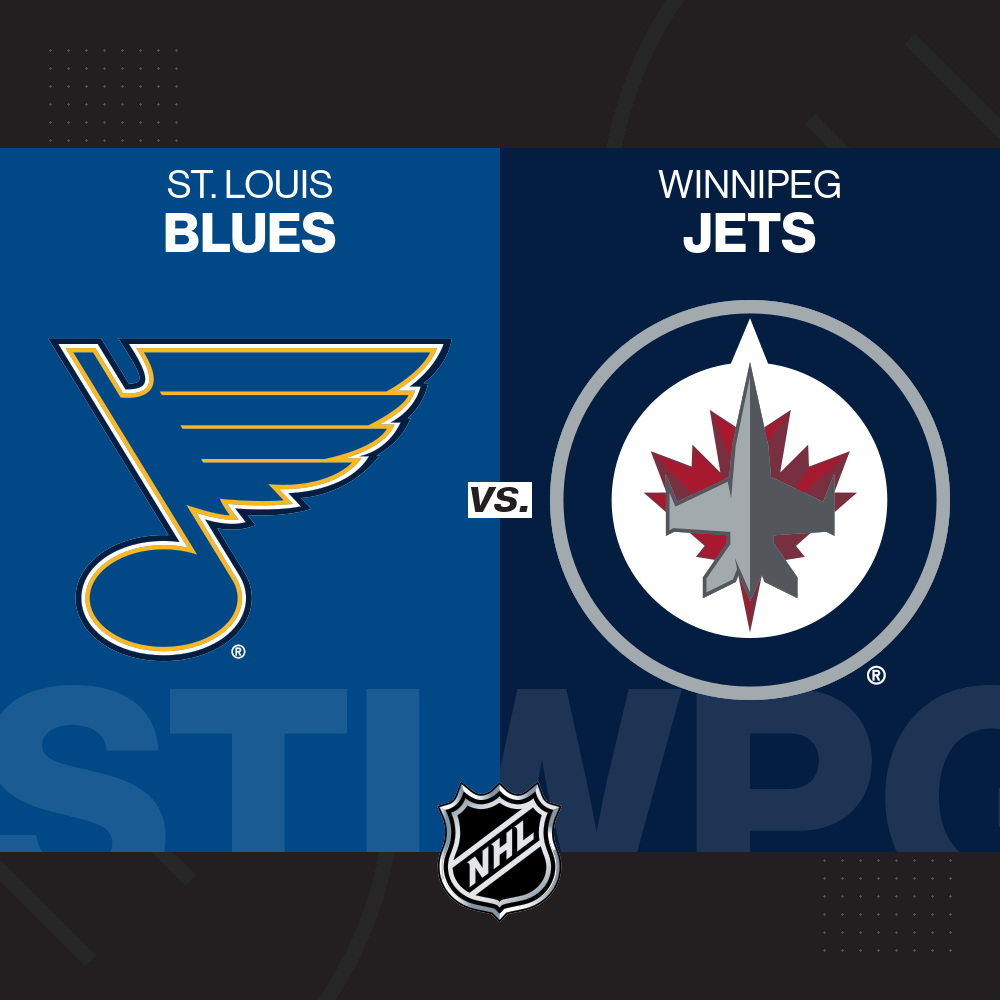 ST. LOUIS
BLUES
WINNIPEG
JETS
VS.
®
®
STL
WPG
NHL